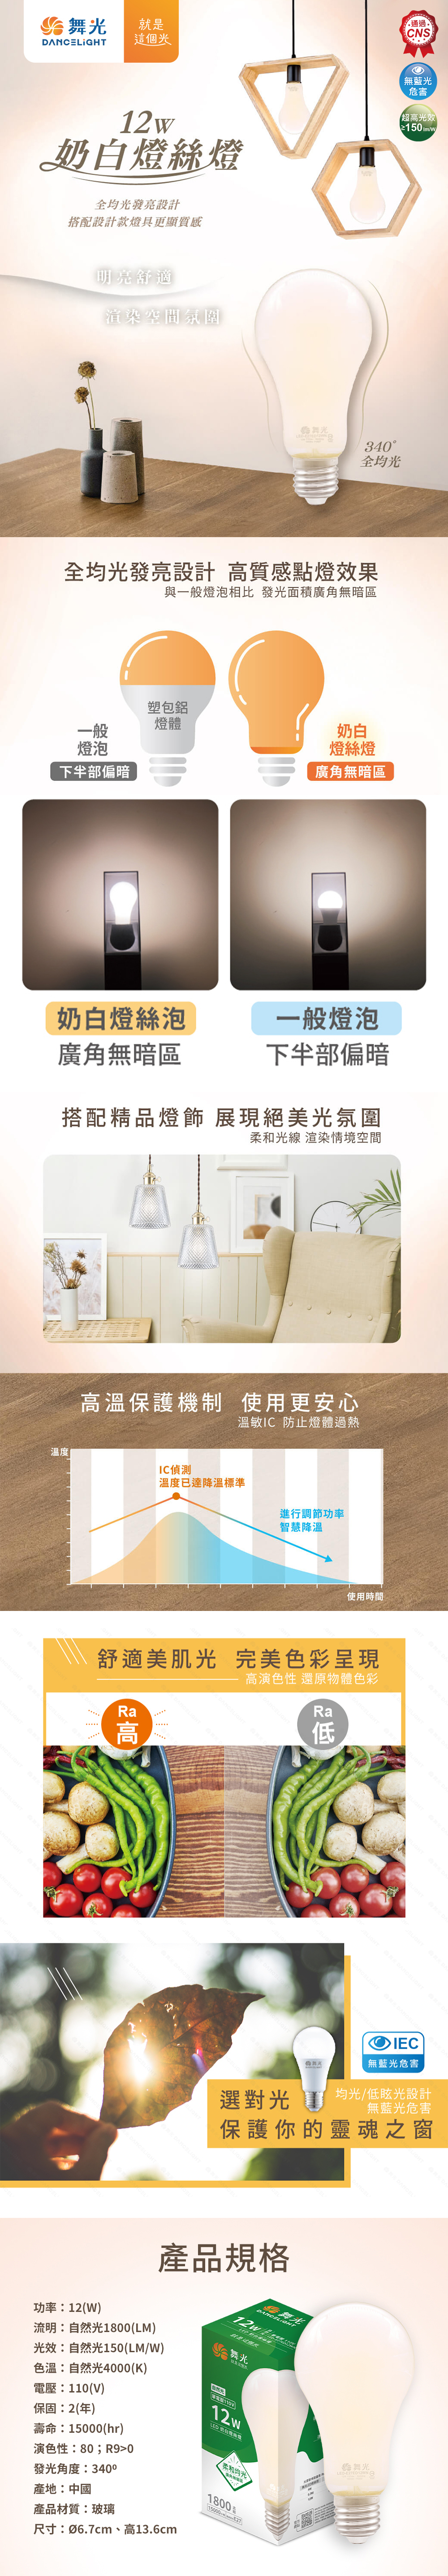 舞光
DANCELIGHT
就是
這個光
通過
CNS
無藍光
危害
超高光效
≥150lm/W
12W
奶白燈絲燈
全均光發亮設計
搭配設計款燈具更顯質感
明亮舒適
渲染空間氛圍
舞光
340°
全均光
全均光發亮設計 高質感點燈效果
與一般燈泡相比 發光面積廣角無暗區
塑包鋁
燈體
一般
燈泡
下半部偏暗
奶白
燈絲燈
廣角無暗區
奶白燈絲泡
廣角無暗區
一般燈泡
下半部偏暗
搭配精品燈飾 展現絕美光氛圍
柔和光線 渲染情境空間
高溫保護機制 使用更安心
溫敏IC 防止燈體過熱
溫度
IC偵測
溫度已達降溫標準
進行調節功率
智慧降溫
使用時間
舒適美肌光 完美色彩呈現
高演色性 還原物體色彩
Ra
高
Ra
低
IEC
無藍光危害
選對光
均光/低眩光設計
無藍光危害
保護你的靈魂之窗
產品規格
功率：12(W)
流明：自然光1800(LM)
光效：自然光150(LM/W)
色溫：自然光4000(K)
電壓：110(V)
保固：2(年)
壽命：15000(hr)
演色性：80；R9>0
發光角度：340º
產地：中國
產品材質：玻璃
尺寸：Ø6.7cm、高13.6cm
舞光
DANCELIGHT
12W
舞光
12W
柔和時光
1800
舞光